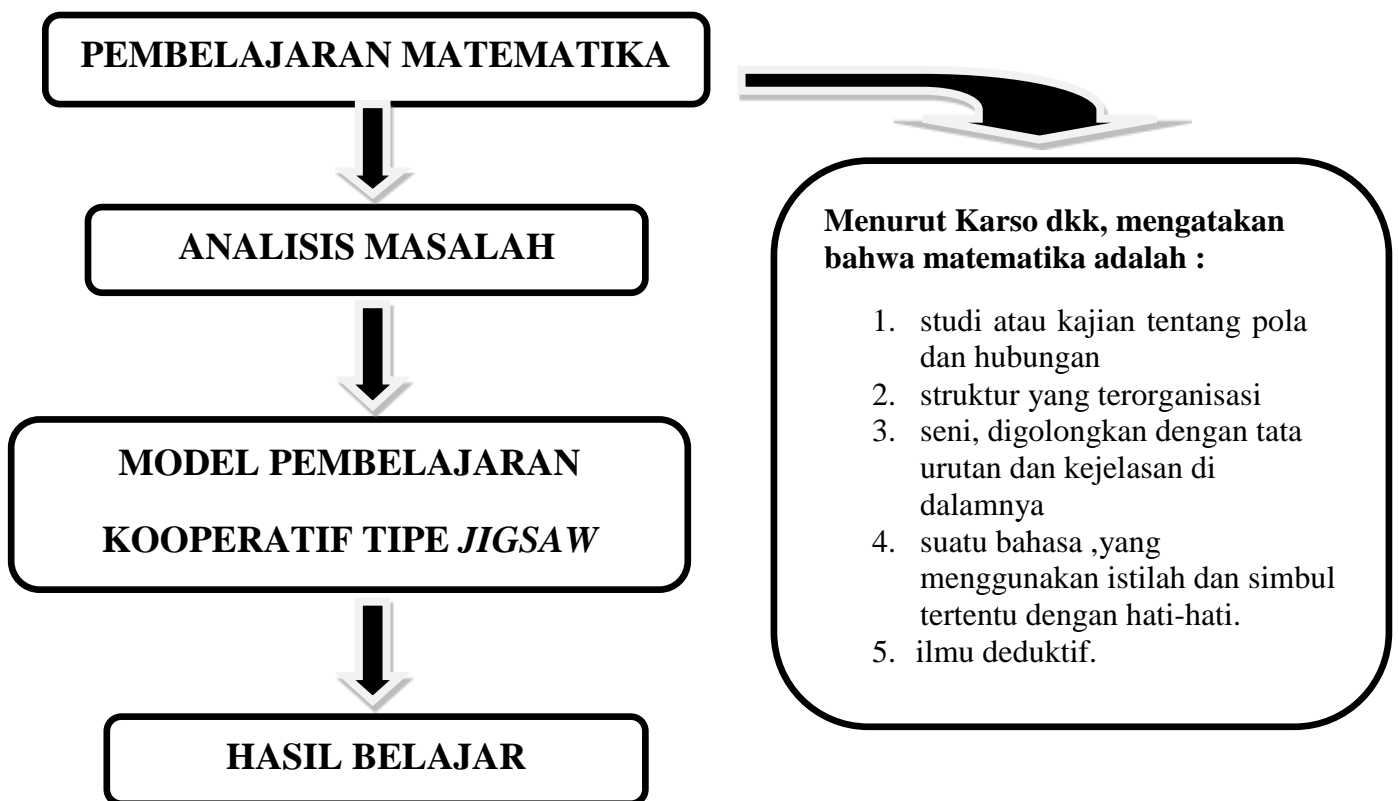 PEMBELAJARAN MATEMATIKA
ANALISIS MASALAH
MODEL PEMBELAJARAN
KOOPERATIF TIPE JIGSAW
HASIL BELAJAR
Menurut Karso dkk, mengatakan
bahwa matematika adalah :
1. studi atau kajian tentang pola
dan hubungan
2. struktur yang terorganisasi
3. seni, digolongkan dengan tata
urutan dan kejelasan di
dalamnya
4. suatu bahasa ,yang
menggunakan istilah dan simbul
tertentu dengan hati-hati.
5. ilmu deduktif.